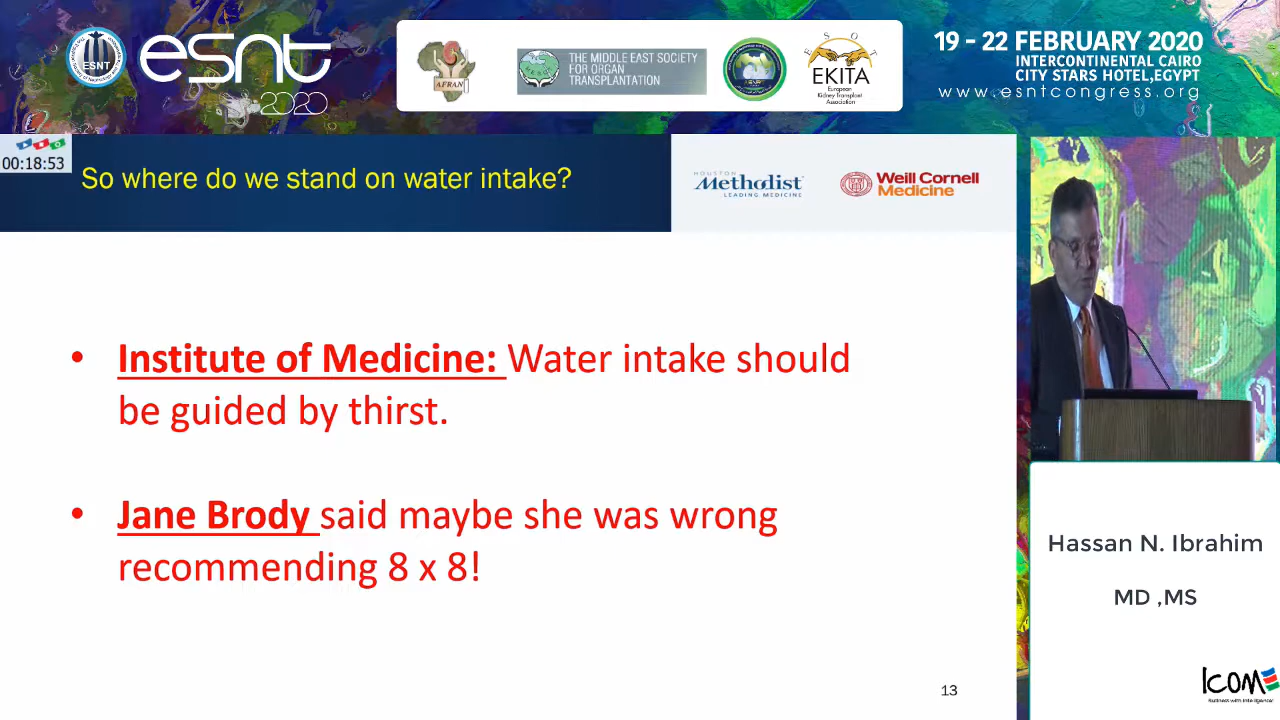 ESNT
esnt
2020
AFRAN
THE MIDDLE EAST SOCIETY
FOR ORGAN
TRANSPLANTATION
ESOT
EKITA
European
Kidney Transplant
Association
19 - 22 FEBRUARY 2020
INTERCONTINENTAL CAIRO
CITY STARS HOTEL,EGYPT
www.esntcongress.org
00:18:53
So where do we stand on water intake?
HOUSTON
Methodist
LEADING MEDICINE
Weill Cornell
Medicine
• Institute of Medicine: Water intake should
be guided by thirst.
• Jane Brody said maybe she was wrong
recommending 8 x 8!
13
Hassan N. Ibrahim
MD ,MS
Icom